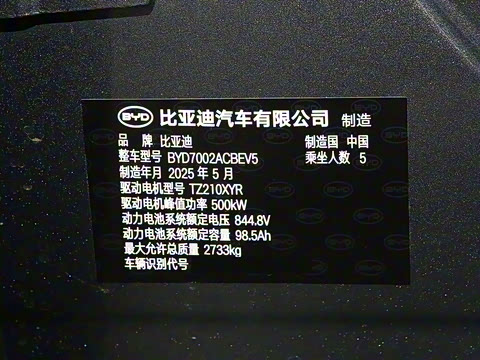 BYD 比亚迪汽车有限公司 制造
品 牌 比亚迪 制造国 中国
整车型号 BYD7002ACBEV5 乘坐人数 5
制造年月 2025 年 5 月
驱动电机型号 TZ210XYR
驱动电机峰值功率 500kW
动力电池系统额定电压 844.8V
动力电池系统额定容量 98.5Ah
最大允许总质量 2733kg
车辆识别代号